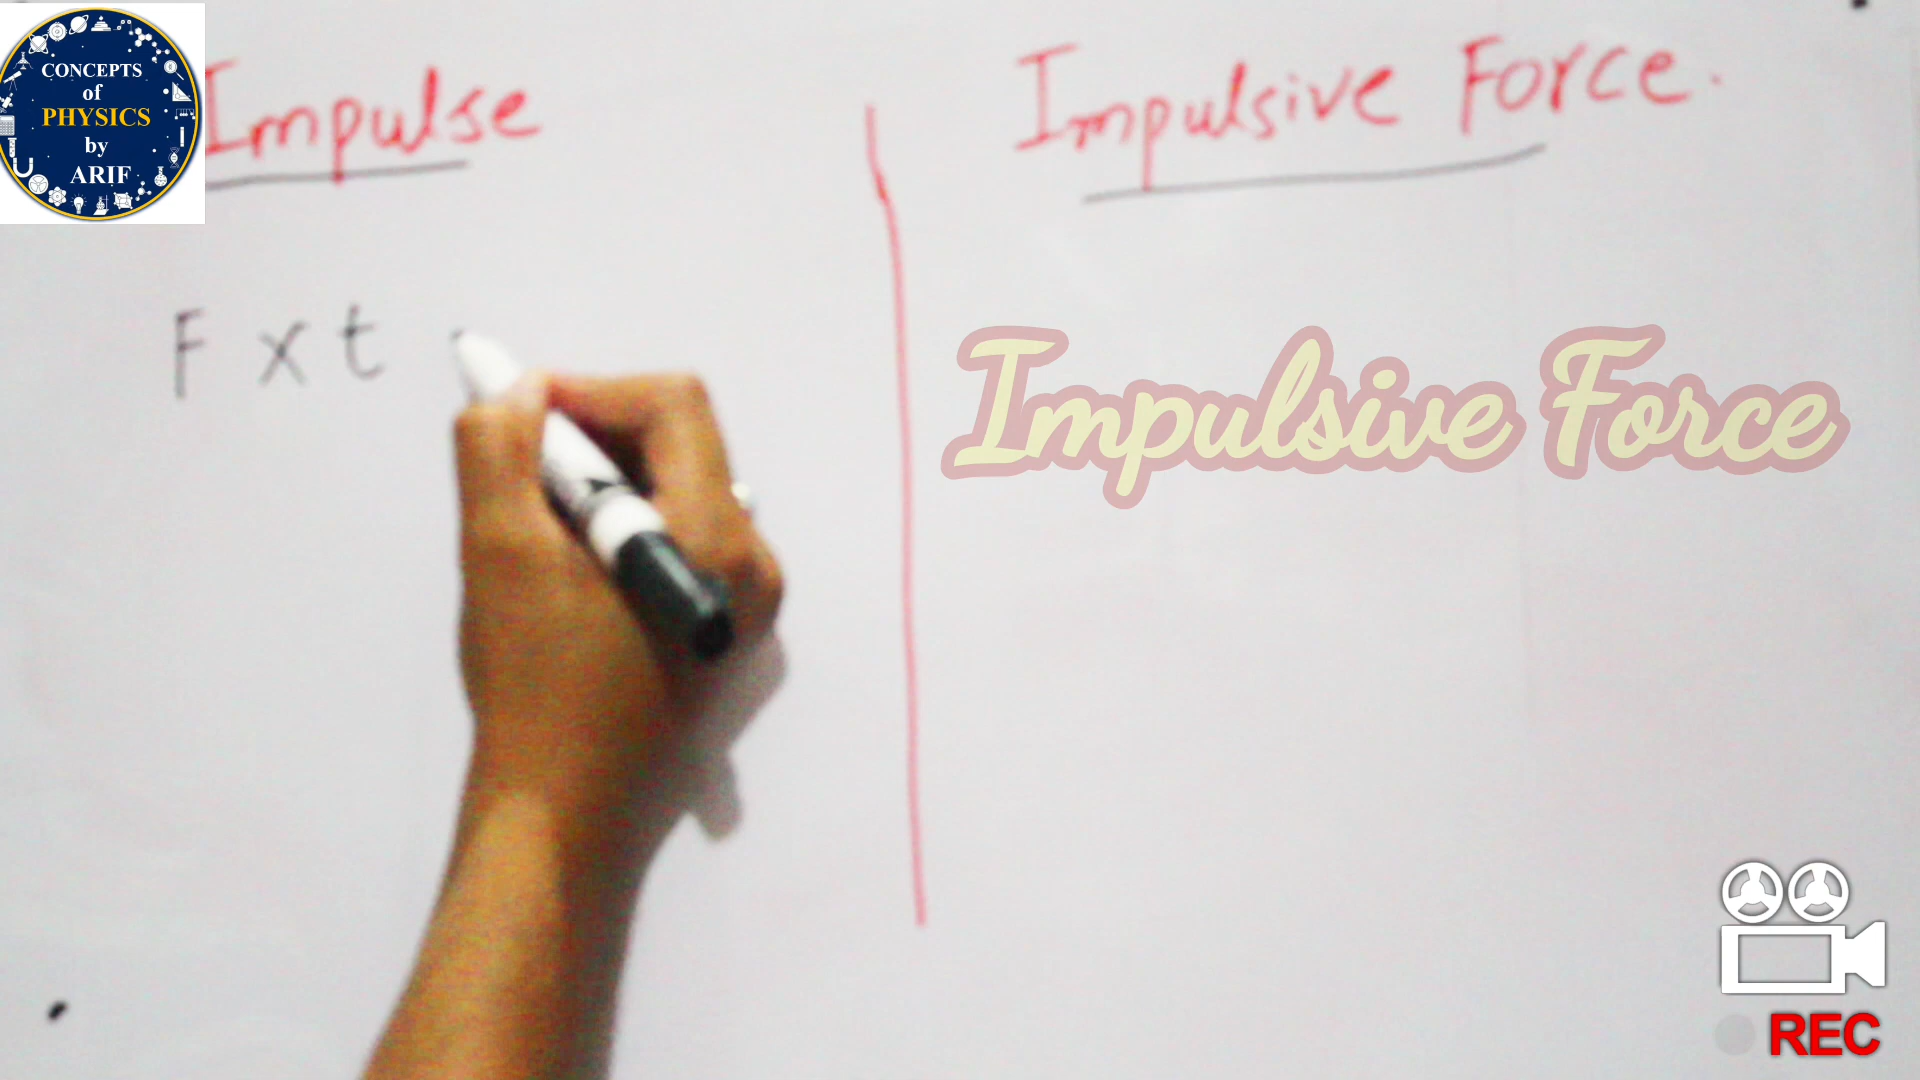 CONCEPTS
of
PHYSICS
by
ARIF
Impulse
Impulsive Force.
F x t
Impulsive Force
REC